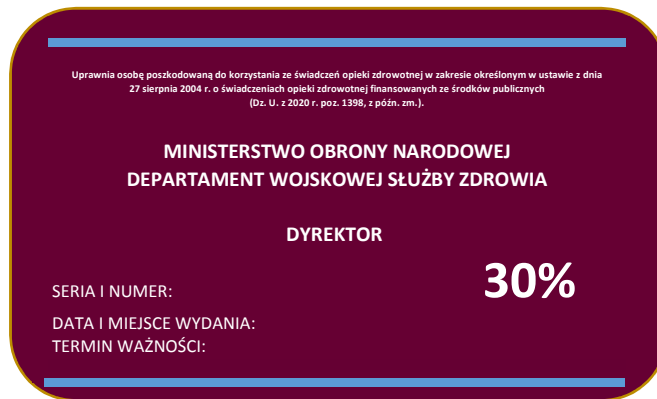 Uprawnia osobę poszkodowaną do korzystania ze świadczeń opieki zdrowotnej w zakresie określonym w ustawie z dnia
27 sierpnia 2004 r. o świadczeniach opieki zdrowotnej finansowanych ze środków publicznych
(Dz. U. z 2020 r. poz. 1398, z późn. zm.).
MINISTERSTWO OBRONY NARODOWEJ
DEPARTAMENT WOJSKOWEJ SŁUŻBY ZDROWIA
DYREKTOR
30%
SERIA I NUMER:
DATA I MIEJSCE WYDANIA:
TERMIN WAŻNOŚCI: